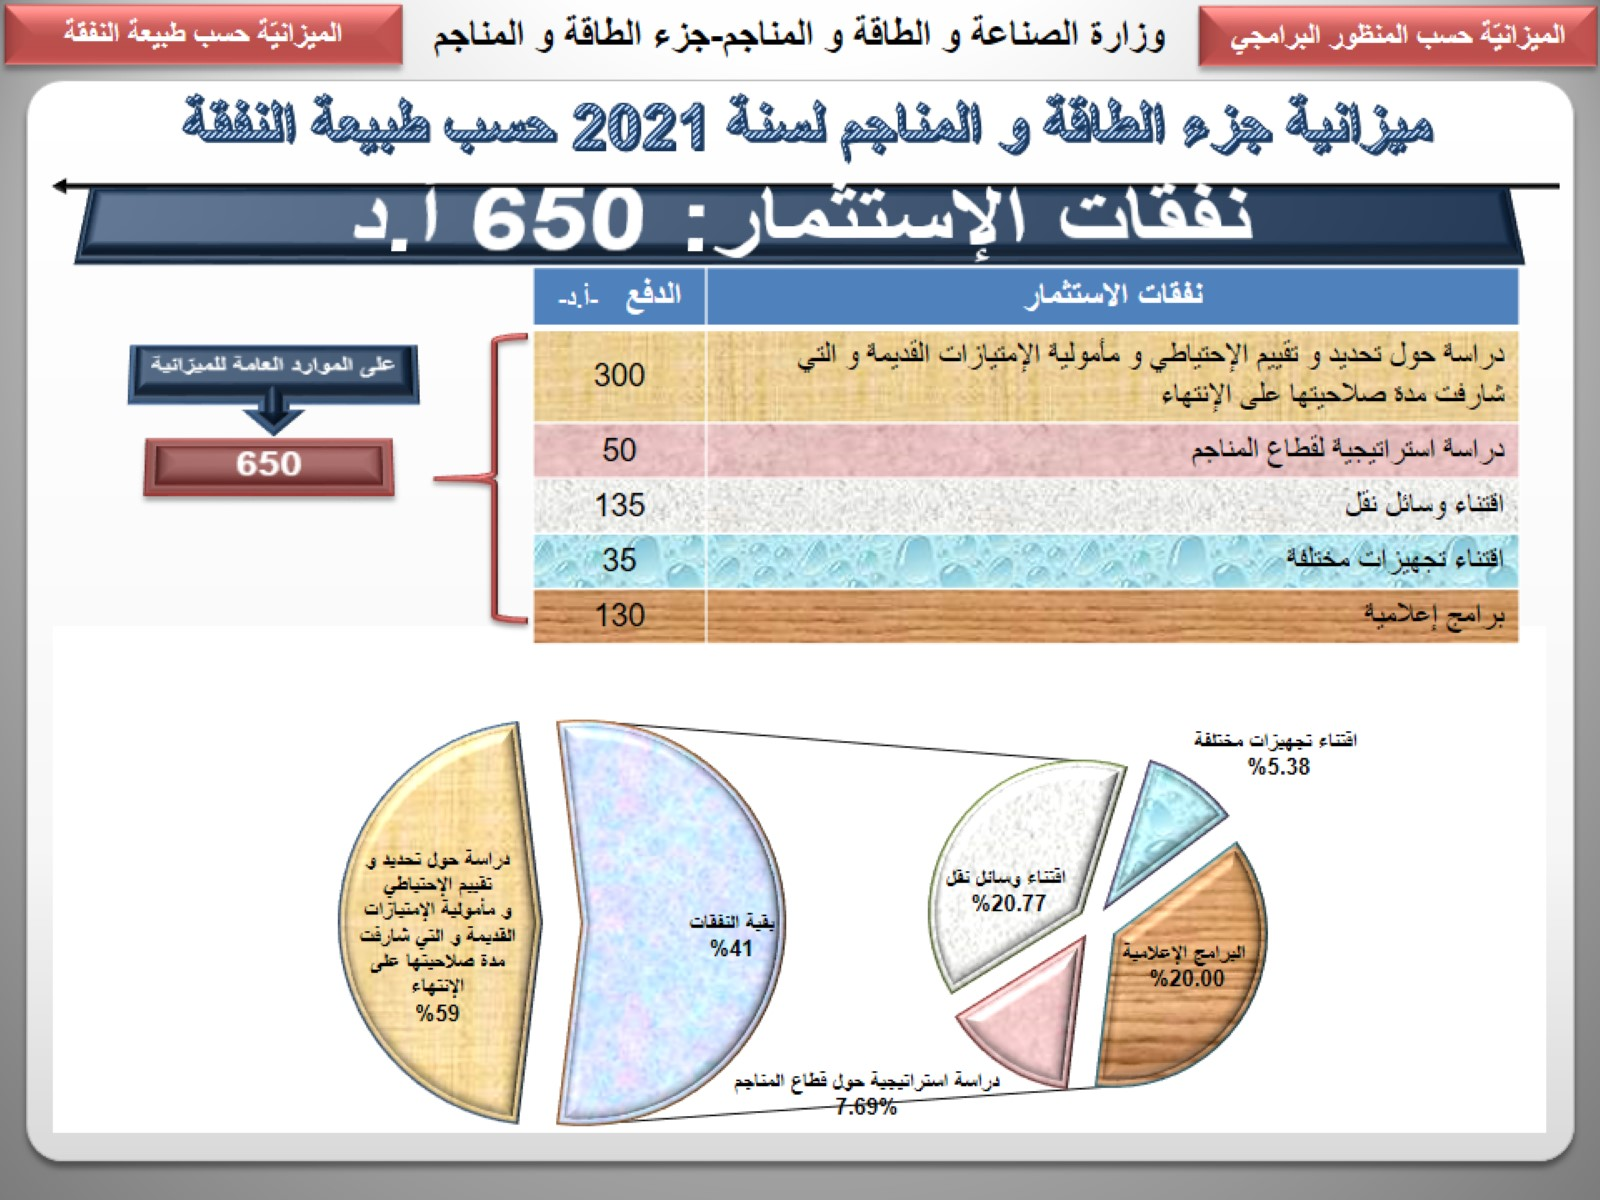 الميزانيّة حسب المنظور البرامجي
وزارة الصناعة و الطاقة و المناجم-جزء الطاقة و المناجم
الميزانيّة حسب طبيعة النفقة
ميزانية جزء الطاقة و المناجم لسنة 2021 حسب طبيعة النفقة
نفقات الإستثمار: 650 أ.د
نفقات الاستثمار
الدفع -أ.د-
دراسة حول تحديد و تقييم الإحتياطي و مأمولية الإمتيازات القديمة و التي
شارفت مدة صلاحيتها على الإنتهاء
300
دراسة استراتيجية لقطاع المناجم
50
اقتناء وسائل نقل
135
اقتناء تجهيزات مختلفة
35
برامج إعلامية
130
على الموارد العامة للميزانية
650
اقتناء تجهيزات مختلفة
%5.38
اقتناء وسائل نقل
%20.77
البرامج الإعلامية
%20.00
دراسة استراتيجية حول قطاع المناجم
7.69%
بقية النفقات
%41
دراسة حول تحديد و
تقييم الإحتياطي
و مأمولية الإمتيازات
القديمة و التي شارفت
مدة صلاحيتها على
الإنتهاء
%59